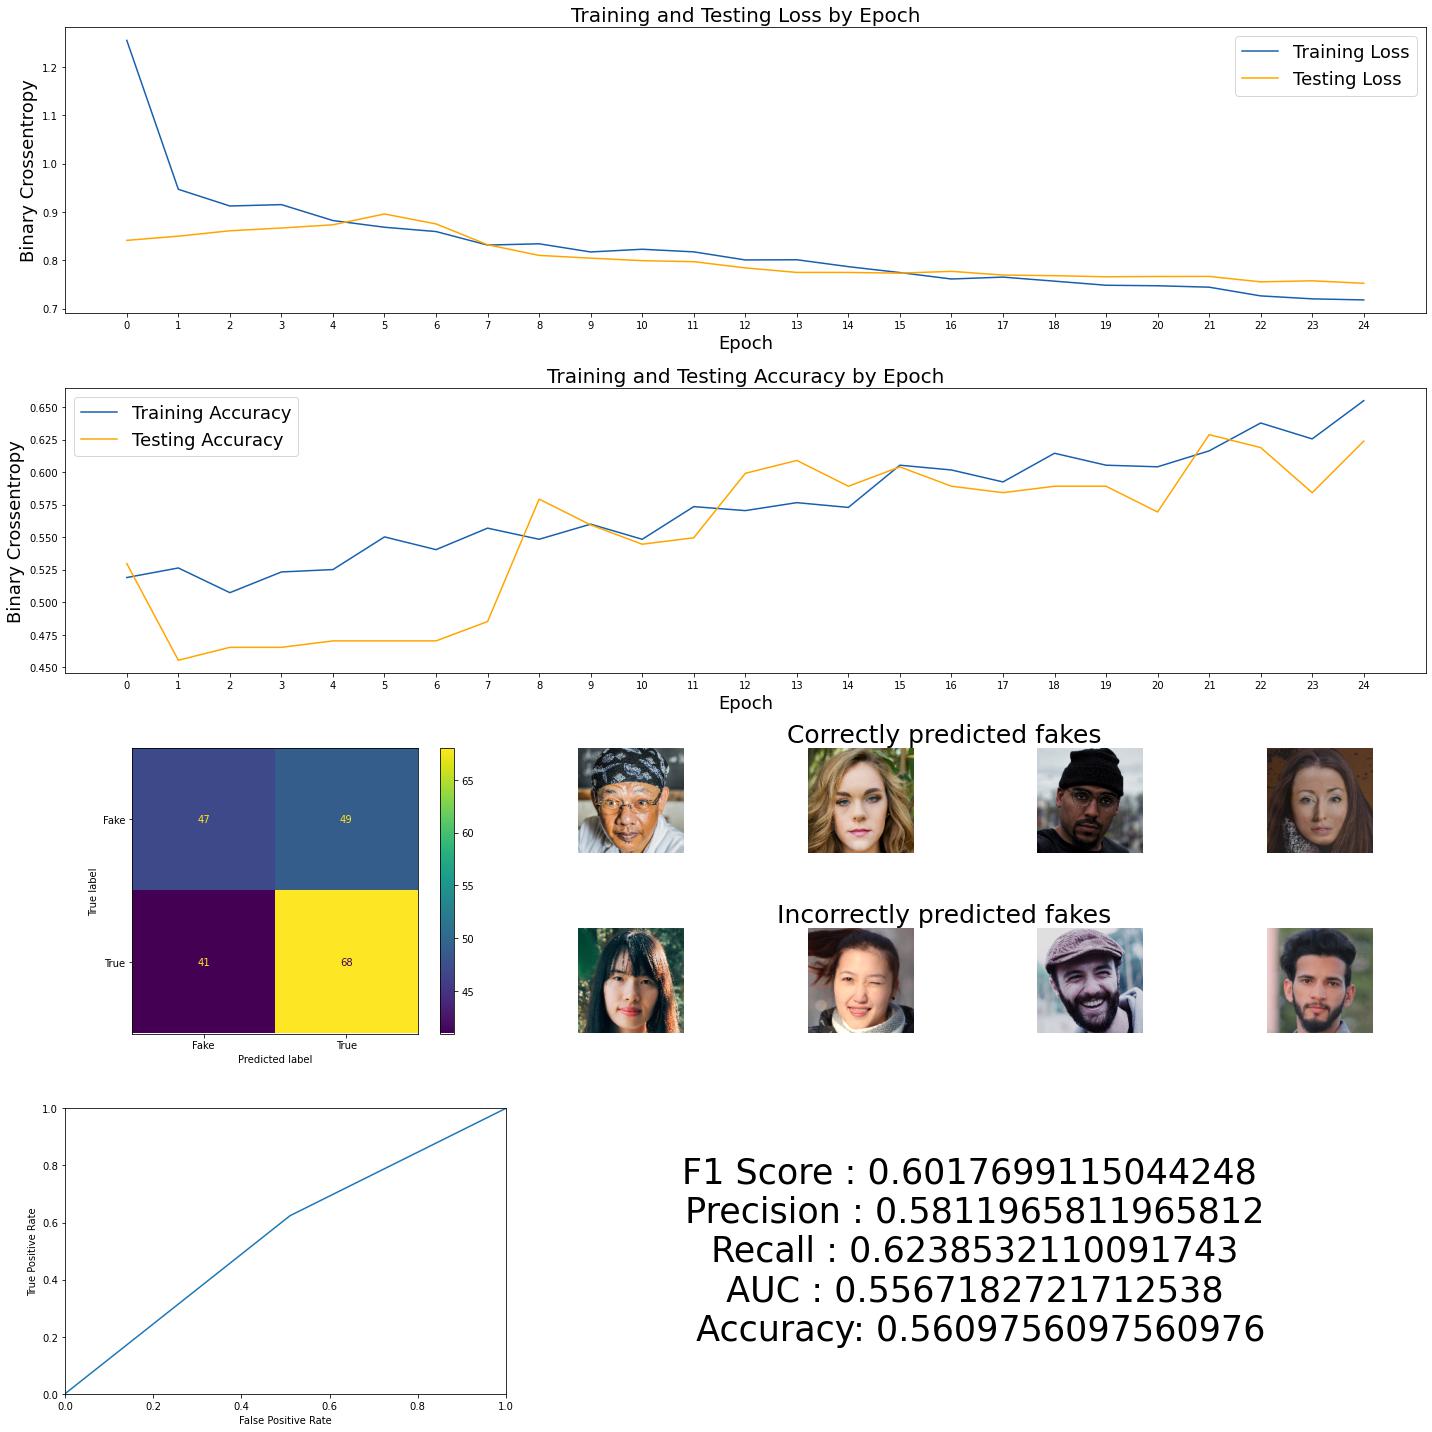 Training and Testing Loss by Epoch
Binary Crossentropy
1.2
1.1
1.0
0.9
0.8
0.7
Training Loss
Testing Loss
0 1 2 3 4 5 6 7 8 9 10 11 12 13 14 15 16 17 18 19 20 21 22 23 24
Epoch
Training and Testing Accuracy by Epoch
Binary Crossentropy
0.650
0.625
0.600
0.575
0.550
0.525
0.500
0.475
0.450
Training Accuracy
Testing Accuracy
0 1 2 3 4 5 6 7 8 9 10 11 12 13 14 15 16 17 18 19 20 21 22 23 24
Epoch
True label
Fake
True
47 49
41 68
Fake True
Predicted label
65
60
55
50
45
Correctly predicted fakes
Incorrectly predicted fakes
True Positive Rate
1.0
0.8
0.6
0.4
0.2
0.0
0.0 0.2 0.4 0.6 0.8 1.0
False Positive Rate
F1 Score : 0.6017699115044248
Precision : 0.5811965811965812
Recall : 0.6238532110091743
AUC : 0.5567182721712538
Accuracy: 0.5609756097560976